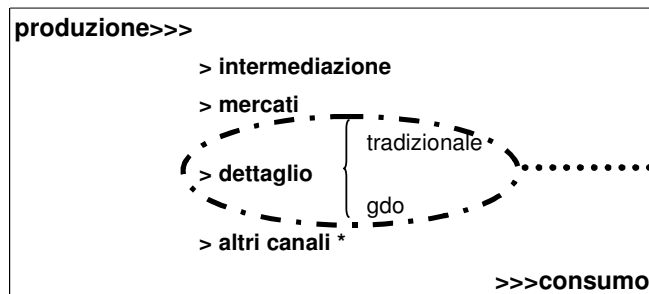 produzione>>>
> intermediazione
> mercati
tradizionale
> dettaglio
gdo
> altri canali *
>>>consumo